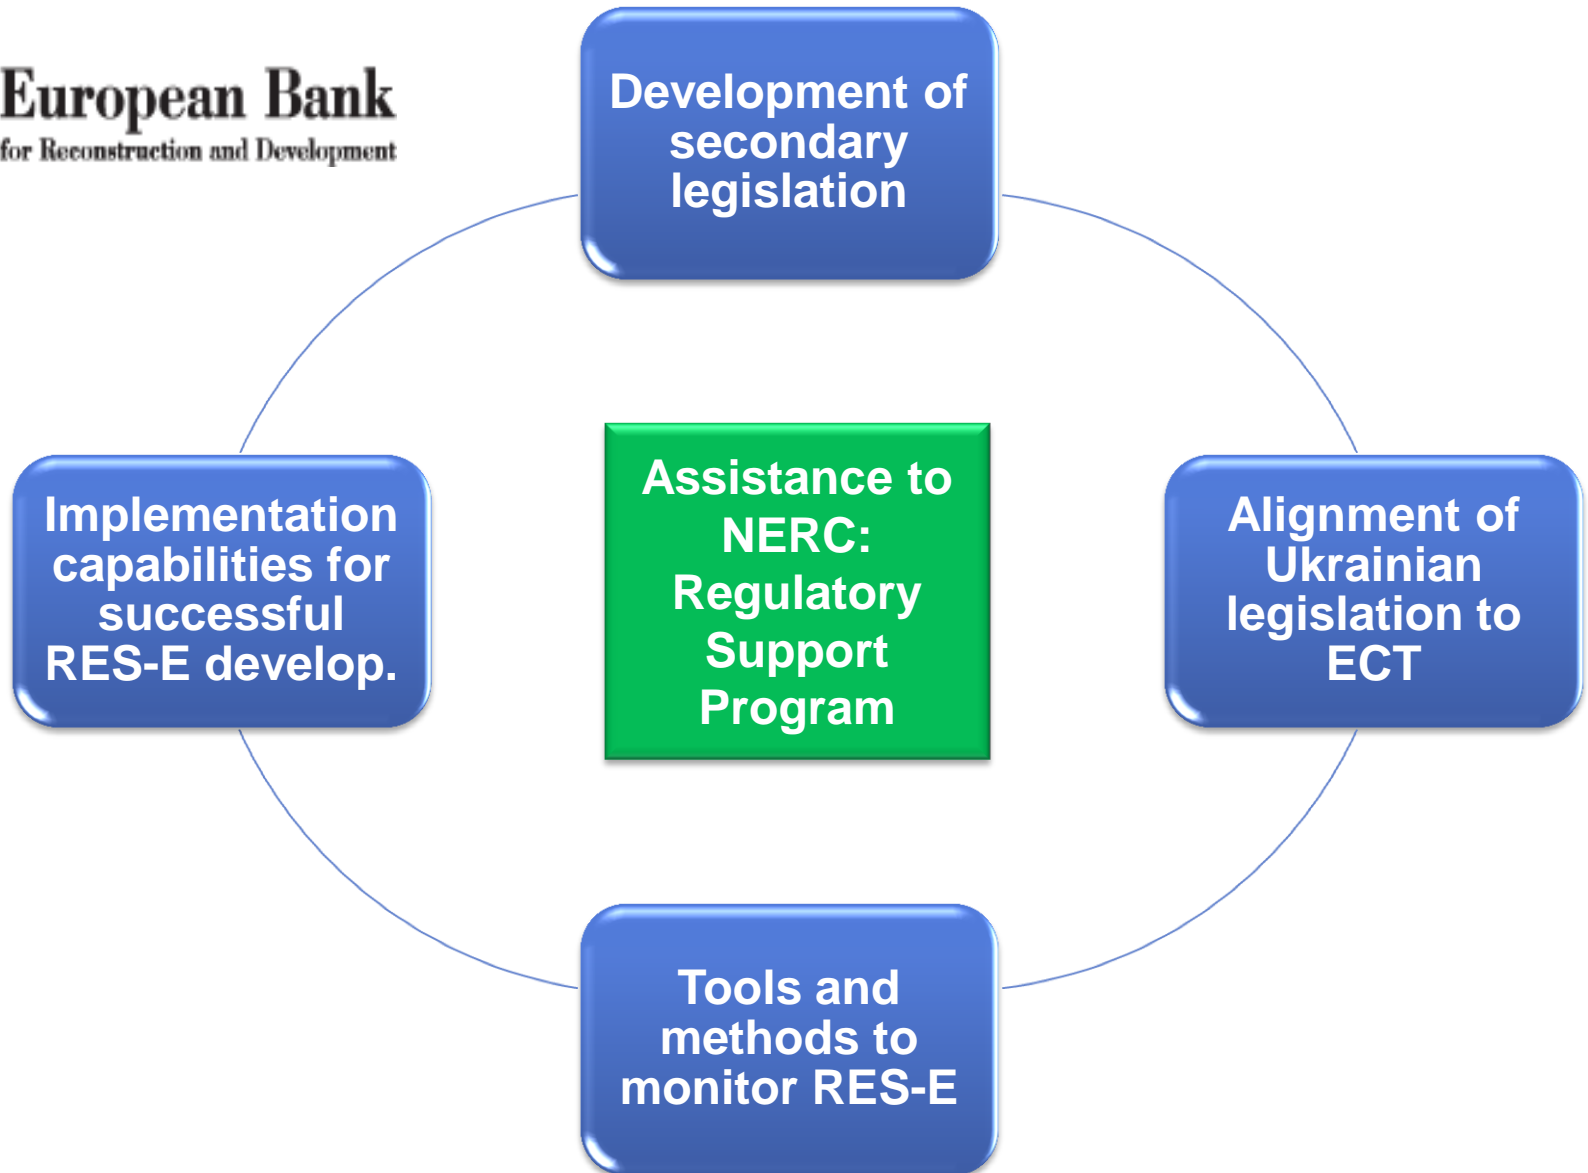 European Bank
for Reconstruction and Development
Development of
secondary
legislation
Implementation
capabilities for
successful
RES-E develop.
Assistance to
NERC:
Regulatory
Support
Program
Alignment of
Ukrainian
legislation to
ECT
Tools and
methods to
monitor RES-E